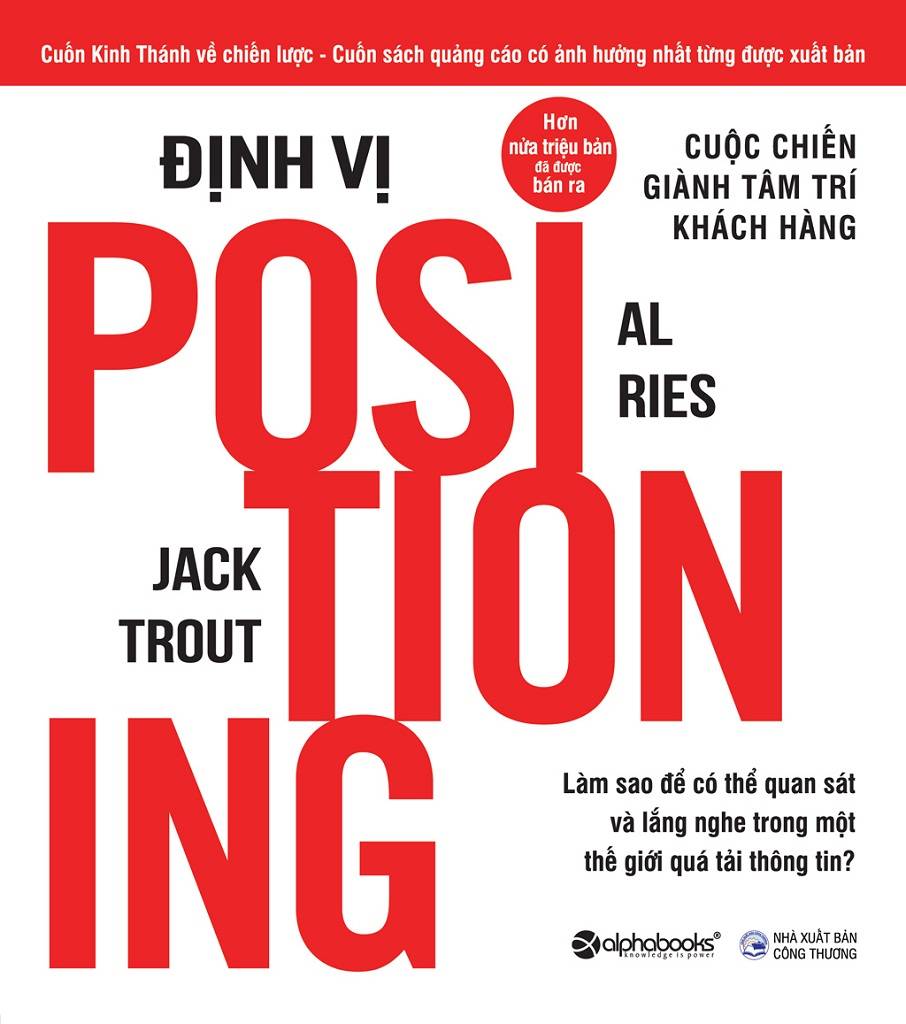 Cuốn Kinh Thánh về chiến lược - Cuốn sách quảng cáo có ảnh hưởng nhất từng được xuất bản
ĐỊNH VỊ
Hơn
nửa triệu bản
đã được
bán ra
CUỘC CHIẾN
GIÀNH TÂM TRÍ
KHÁCH HÀNG
POSI
AL
RIES
TION
JACK
TROUT
ING
Làm sao để có thể quan sát
và lắng nghe trong một
thế giới quá tải thông tin?
alphabooks®
knowledge is power
NHÀ XUẤT BẢN
CÔNG THƯƠNG